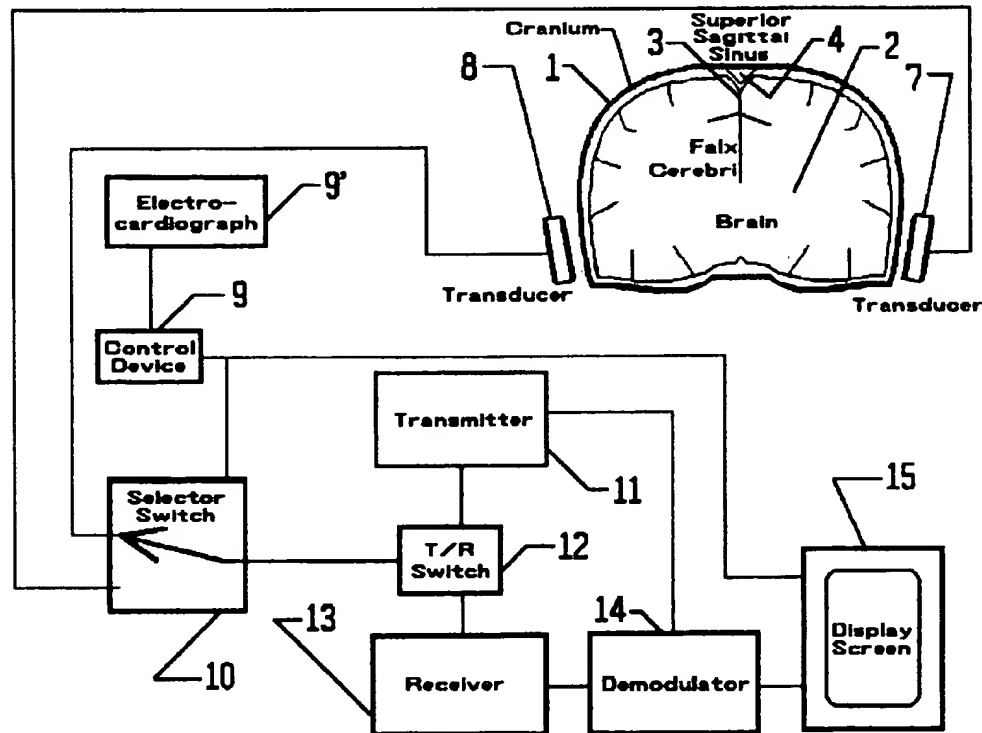 Cranium
Superior
Sagittal
Sinus
3
4
2
8
1
7
Falx
Cerebri
Brain
Electro-
cardiograph
9'
Transducer
Transducer
9
Control
Device
Transmitter
11
Selector
Switch
15
T/R
Switch
12
13
14
10
Receiver
Demodulator
Display
Screen